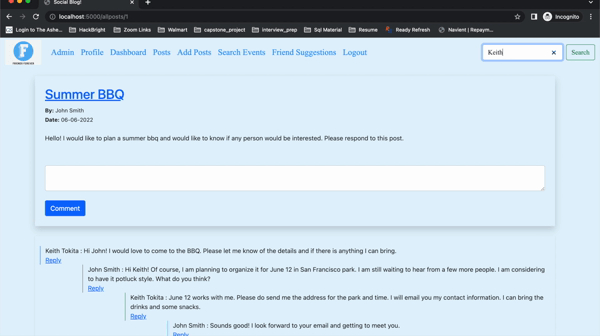 Social Blog!
localhost:5000/allposts/1
Incognito
Login to The Ashe...
HackBright
Zoom Links
Walmart
capstone_project
interview_prep
Sql Material
Resume
Ready Refresh
Navient | Repaym...
Admin
Profile
Dashboard
Posts
Add Posts
Search Events
Friend Suggestions
Logout
Keith
Search
Summer BBQ
By: John Smith
Date: 06-06-2022
Hello! I would like to plan a summer bbq and would like to know if any person would be interested. Please respond to this post.
Comment
Keith Tokita : Hi John! I would love to come to the BBQ. Please let me know of the details and if there is anything I can bring.
Reply
John Smith : Hi Keith! Of course, I am planning to organize it for June 12 in San Francisco park. I am still waiting to hear from a few more people. I am considering
to have it potluck style. What do you think?
Reply
Keith Tokita : June 12 works with me. Please do send me the address for the park and time. I will email you my contact information. I can bring the
drinks and some snacks.
Reply
John Smith : Sounds good! I look forward to your email and getting to meet you.
Reply